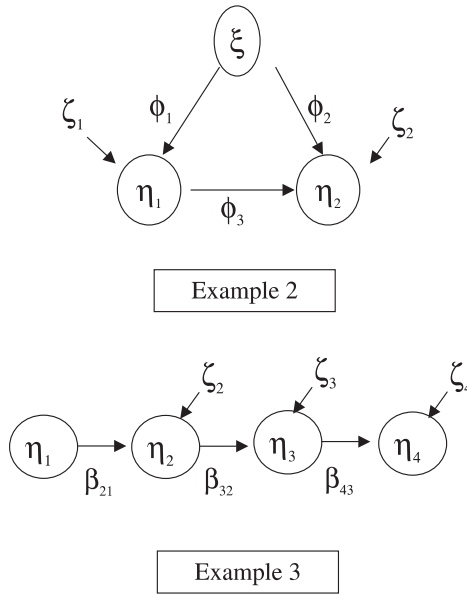 ξ
ϕ₁ ϕ₂
ζ₁ ζ₂
η₁ η₂
ϕ₃
Example 2
ζ₂ ζ₃ ζ₄
η₁ η₂ η₃ η₄
β₂₁ β₃₂ β₄₃
Example 3